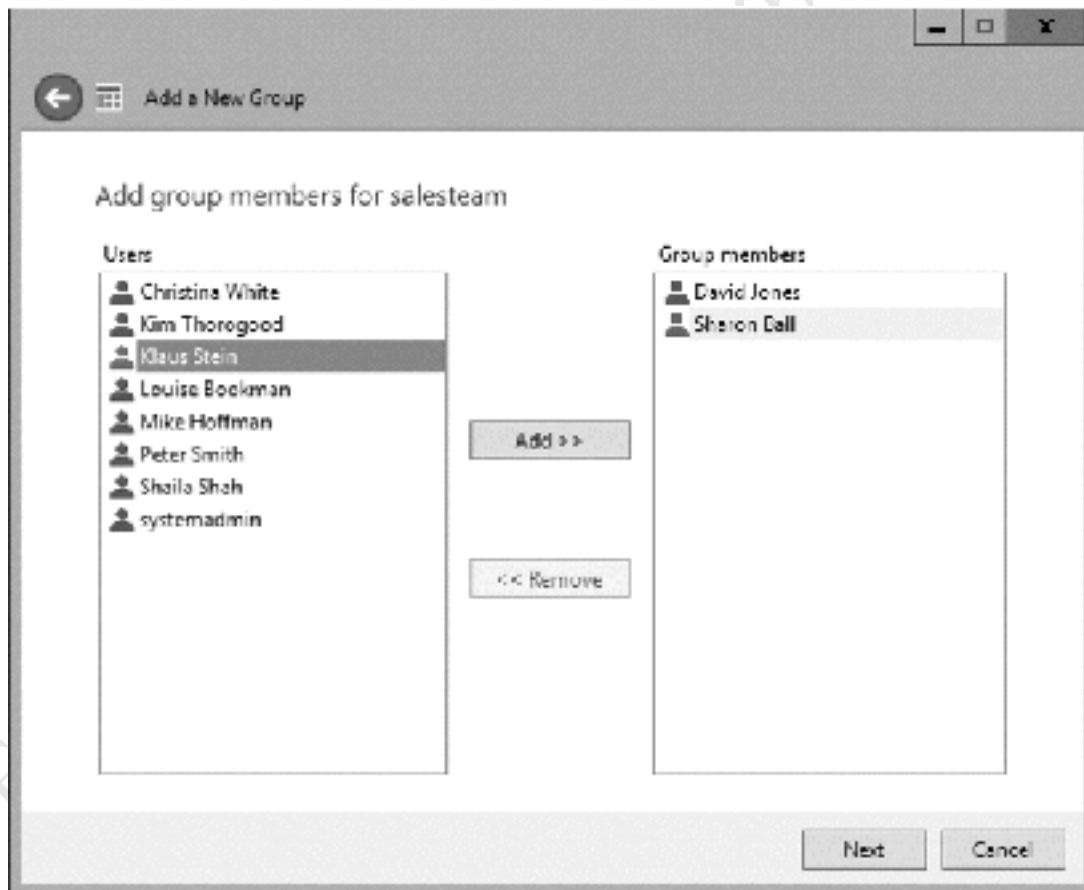 Add a New Group
Add group members for salesteam
Users
Christina White
Kim Thorogood
Klaus Stein
Louise Bookman
Mike Hoffman
Peter Smith
Shaila Shah
systemadmin
Add >>
<< Remove
Group members
David Jones
Sharon Ball
Next
Cancel